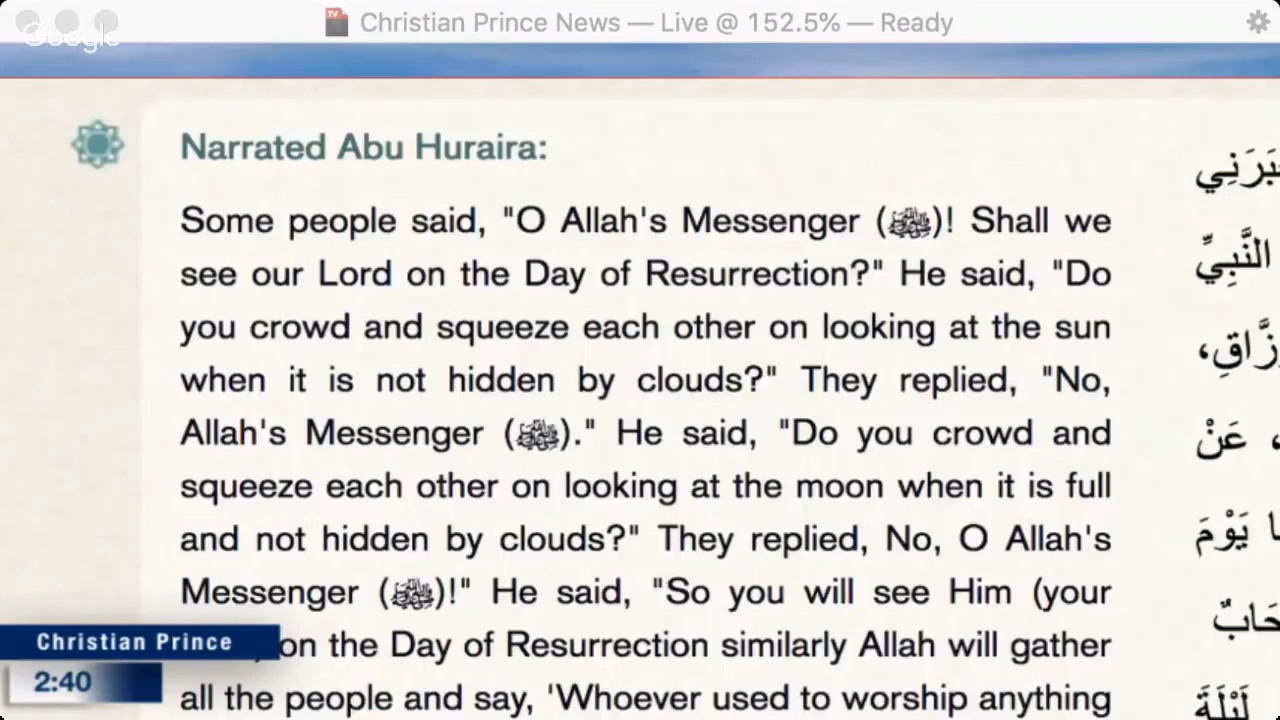 Christian Prince News — Live @ 152.5% — Ready
Google
Narrated Abu Huraira:
Some people said, "O Allah's Messenger (ﷺ)! Shall we
see our Lord on the Day of Resurrection?" He said, "Do
you crowd and squeeze each other on looking at the sun
when it is not hidden by clouds?" They replied, "No,
Allah's Messenger (ﷺ)." He said, "Do you crowd and
squeeze each other on looking at the moon when it is full
and not hidden by clouds?" They replied, No, O Allah's
Messenger (ﷺ)!" He said, "So you will see Him (your
on the Day of Resurrection similarly Allah will gather
all the people and say, 'Whoever used to worship anything
النَّبِيِّ
عَنْ
يَوْمَ
لَيْلَةَ
Christian Prince
2:40